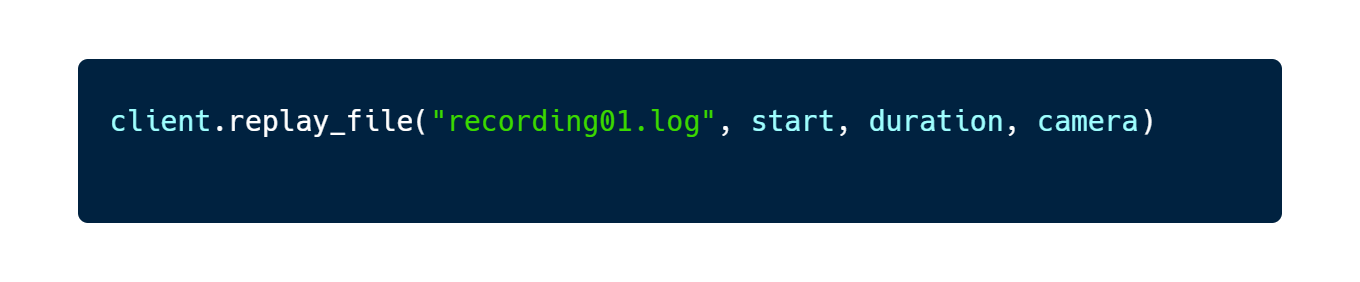 client.replay_file("recording01.log", start, duration, camera)